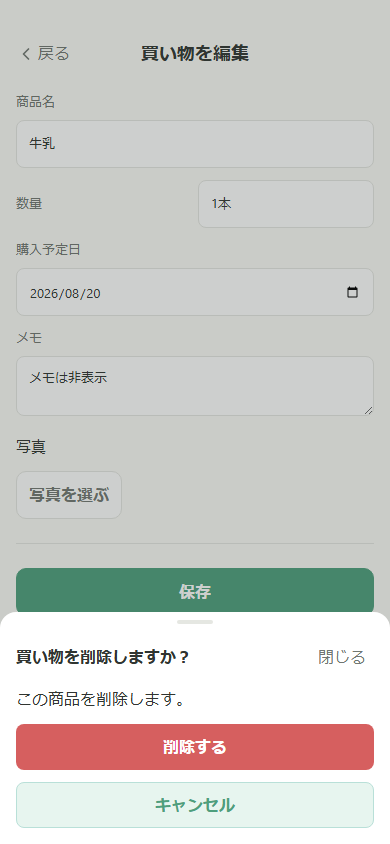 戻る
買い物を編集
商品名
牛乳
数量
1本
購入予定日
2026/08/20
メモ
メモは非表示
写真
写真を選ぶ
保存
買い物を削除しますか？
閉じる
この商品を削除します。
削除する
キャンセル